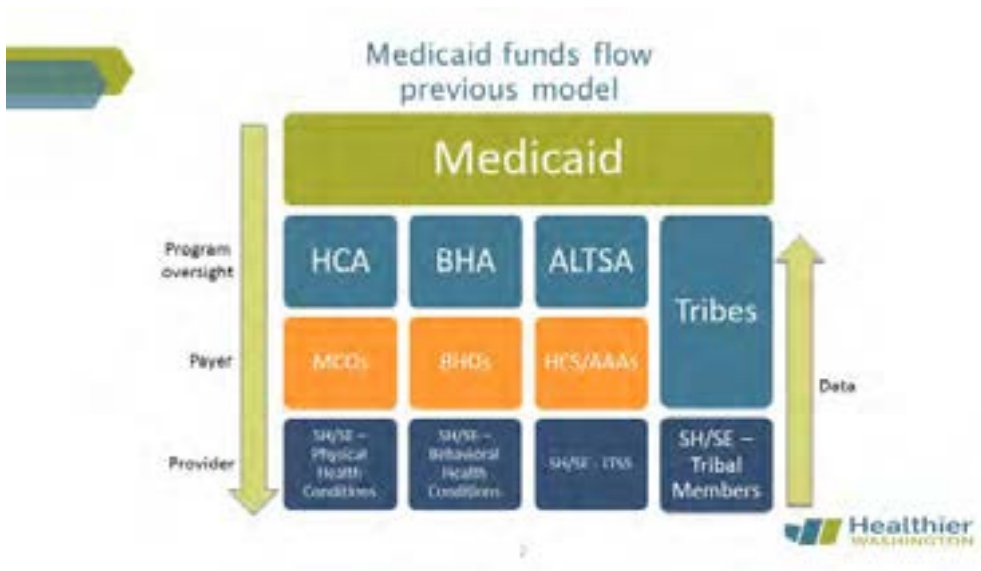 Medicaid funds flow
previous model
Medicaid
Program
oversight
HCA
BHA
ALTSA
Tribes
Payer
MCOs
BHOs
HCS/AAAs
Data
Provider
SH/SE –
Physical
Health
Conditions
SH/SE –
Behavioral
Health
Conditions
SH/SE - LTSS
SH/SE –
Tribal
Members
Healthier
WASHINGTON
2